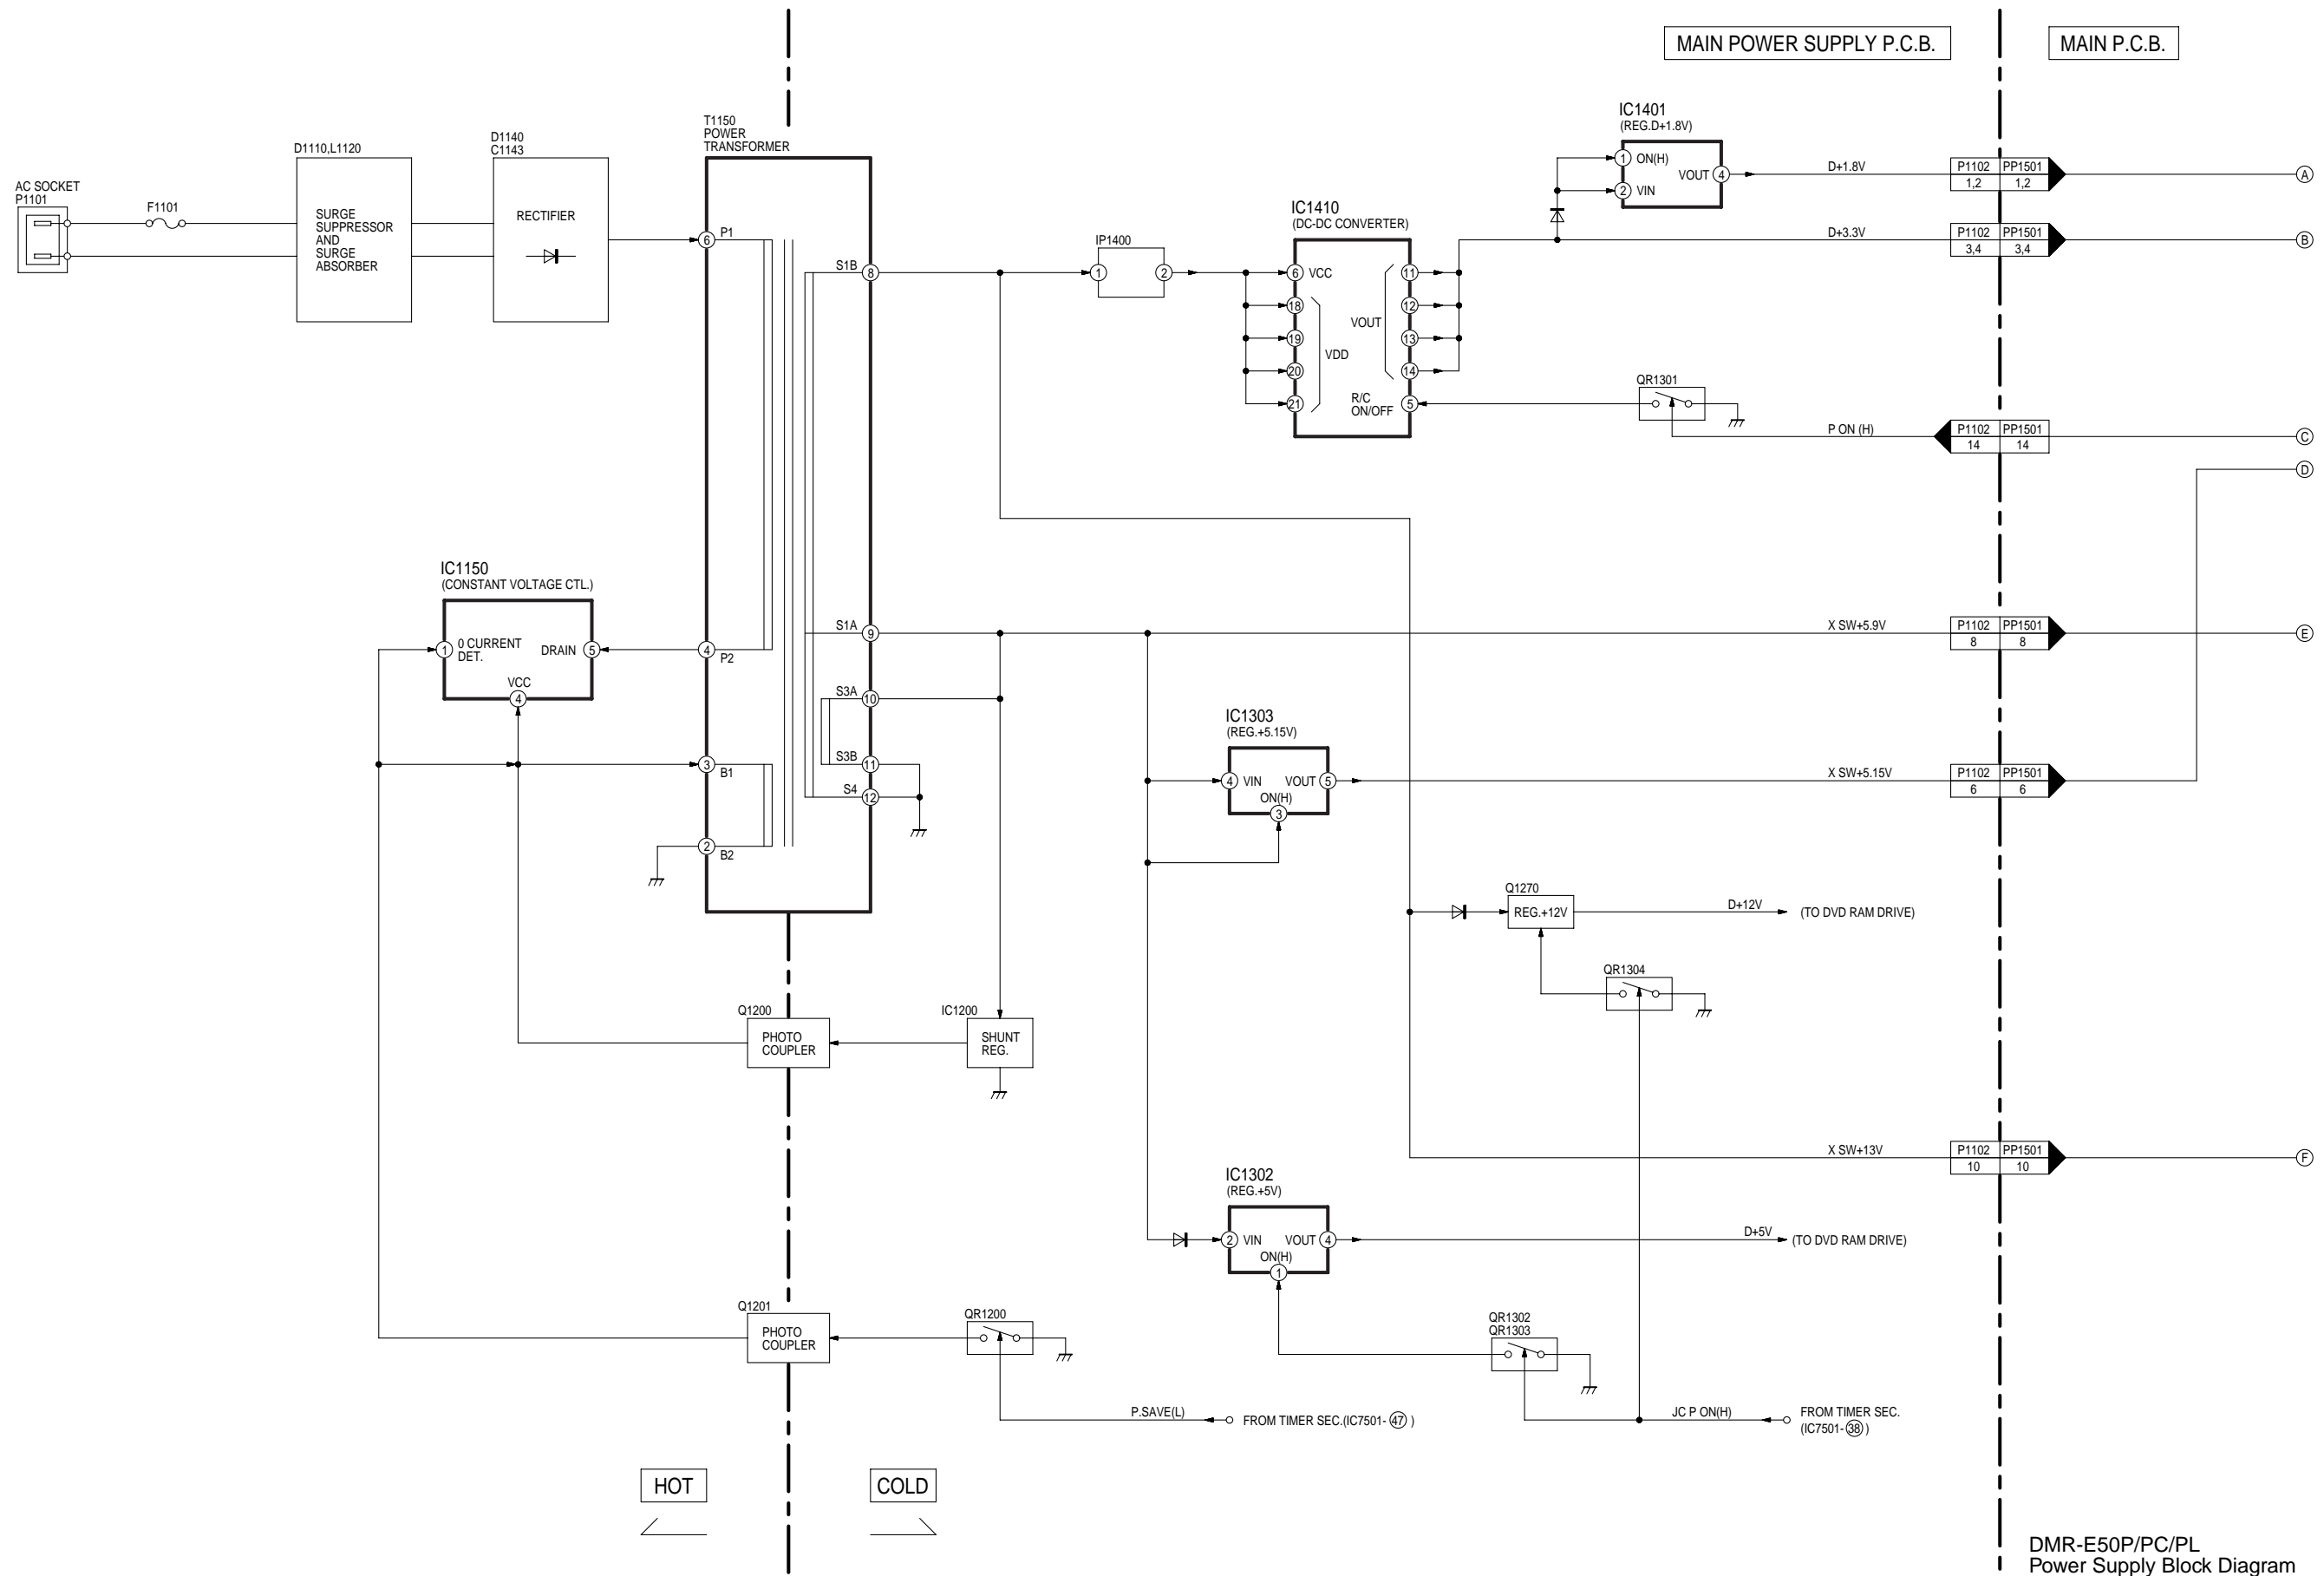 MAIN POWER SUPPLY P.C.B.
MAIN P.C.B.
AC SOCKET
P1101
F1101
D1110,L1120
SURGE
SUPPRESSOR
AND
SURGE
ABSORBER
D1140
C1143
RECTIFIER
T1150
POWER
TRANSFORMER
6 P1
4 P2
3 B1
2 B2
S1B 8
S1A 9
S3A 10
S3B 11
S4 12
IP1400
1 2
IC1410
(DC-DC CONVERTER)
6 VCC
18
19
20
21
VDD
VOUT
11
12
13
14
R/C
ON/OFF
5
IC1401
(REG.D+1.8V)
1 ON(H)
2 VIN
VOUT 4
D+1.8V
P1102 PP1501
1,2 1,2
A
D+3.3V
P1102 PP1501
3,4 3,4
B
QR1301
P ON (H)
P1102 PP1501
14 14
C
D
IC1150
(CONSTANT VOLTAGE CTL.)
1 0 CURRENT
DET.
DRAIN 5
VCC
4
X SW+5.9V
P1102 PP1501
8 8
E
IC1303
(REG.+5.15V)
4 VIN VOUT 5
ON(H)
3
X SW+5.15V
P1102 PP1501
6 6
Q1270
REG.+12V
D+12V
(TO DVD RAM DRIVE)
QR1304
Q1200
PHOTO
COUPLER
IC1200
SHUNT
REG.
X SW+13V
P1102 PP1501
10 10
F
IC1302
(REG.+5V)
2 VIN VOUT 4
ON(H)
1
D+5V
(TO DVD RAM DRIVE)
Q1201
PHOTO
COUPLER
QR1200
QR1302
QR1303
P.SAVE(L)
FROM TIMER SEC.(IC7501-47)
JC P ON(H)
FROM TIMER SEC.
(IC7501-38)
HOT
COLD
DMR-E50P/PC/PL
Power Supply Block Diagram